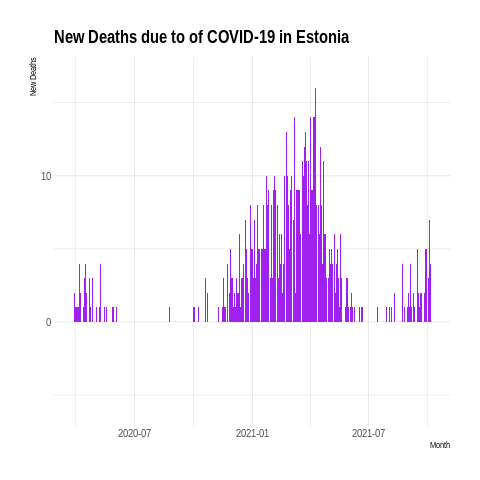 New Deaths due to of COVID-19 in Estonia
New Deaths
10
0
2020-07 2021-01 2021-07
Month